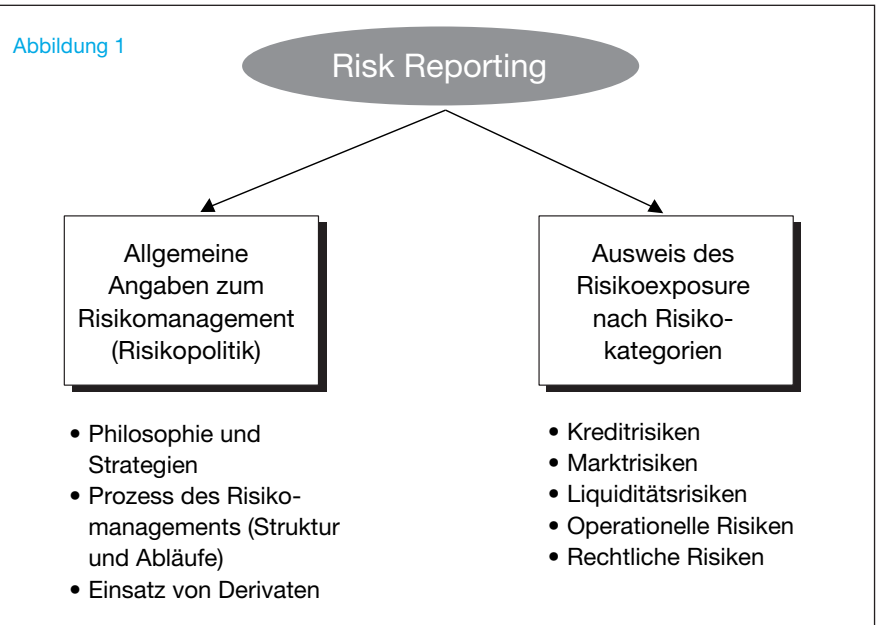 Abbildung 1
Risk Reporting
Allgemeine
Angaben zum
Risikomanagement
(Risikopolitik)
• Philosophie und
Strategien
• Prozess des Risiko-
managements (Struktur
und Abläufe)
• Einsatz von Derivaten
Ausweis des
Risikoexposure
nach Risiko-
kategorien
• Kreditrisiken
• Marktrisiken
• Liquiditätsrisiken
• Operationelle Risiken
• Rechtliche Risiken